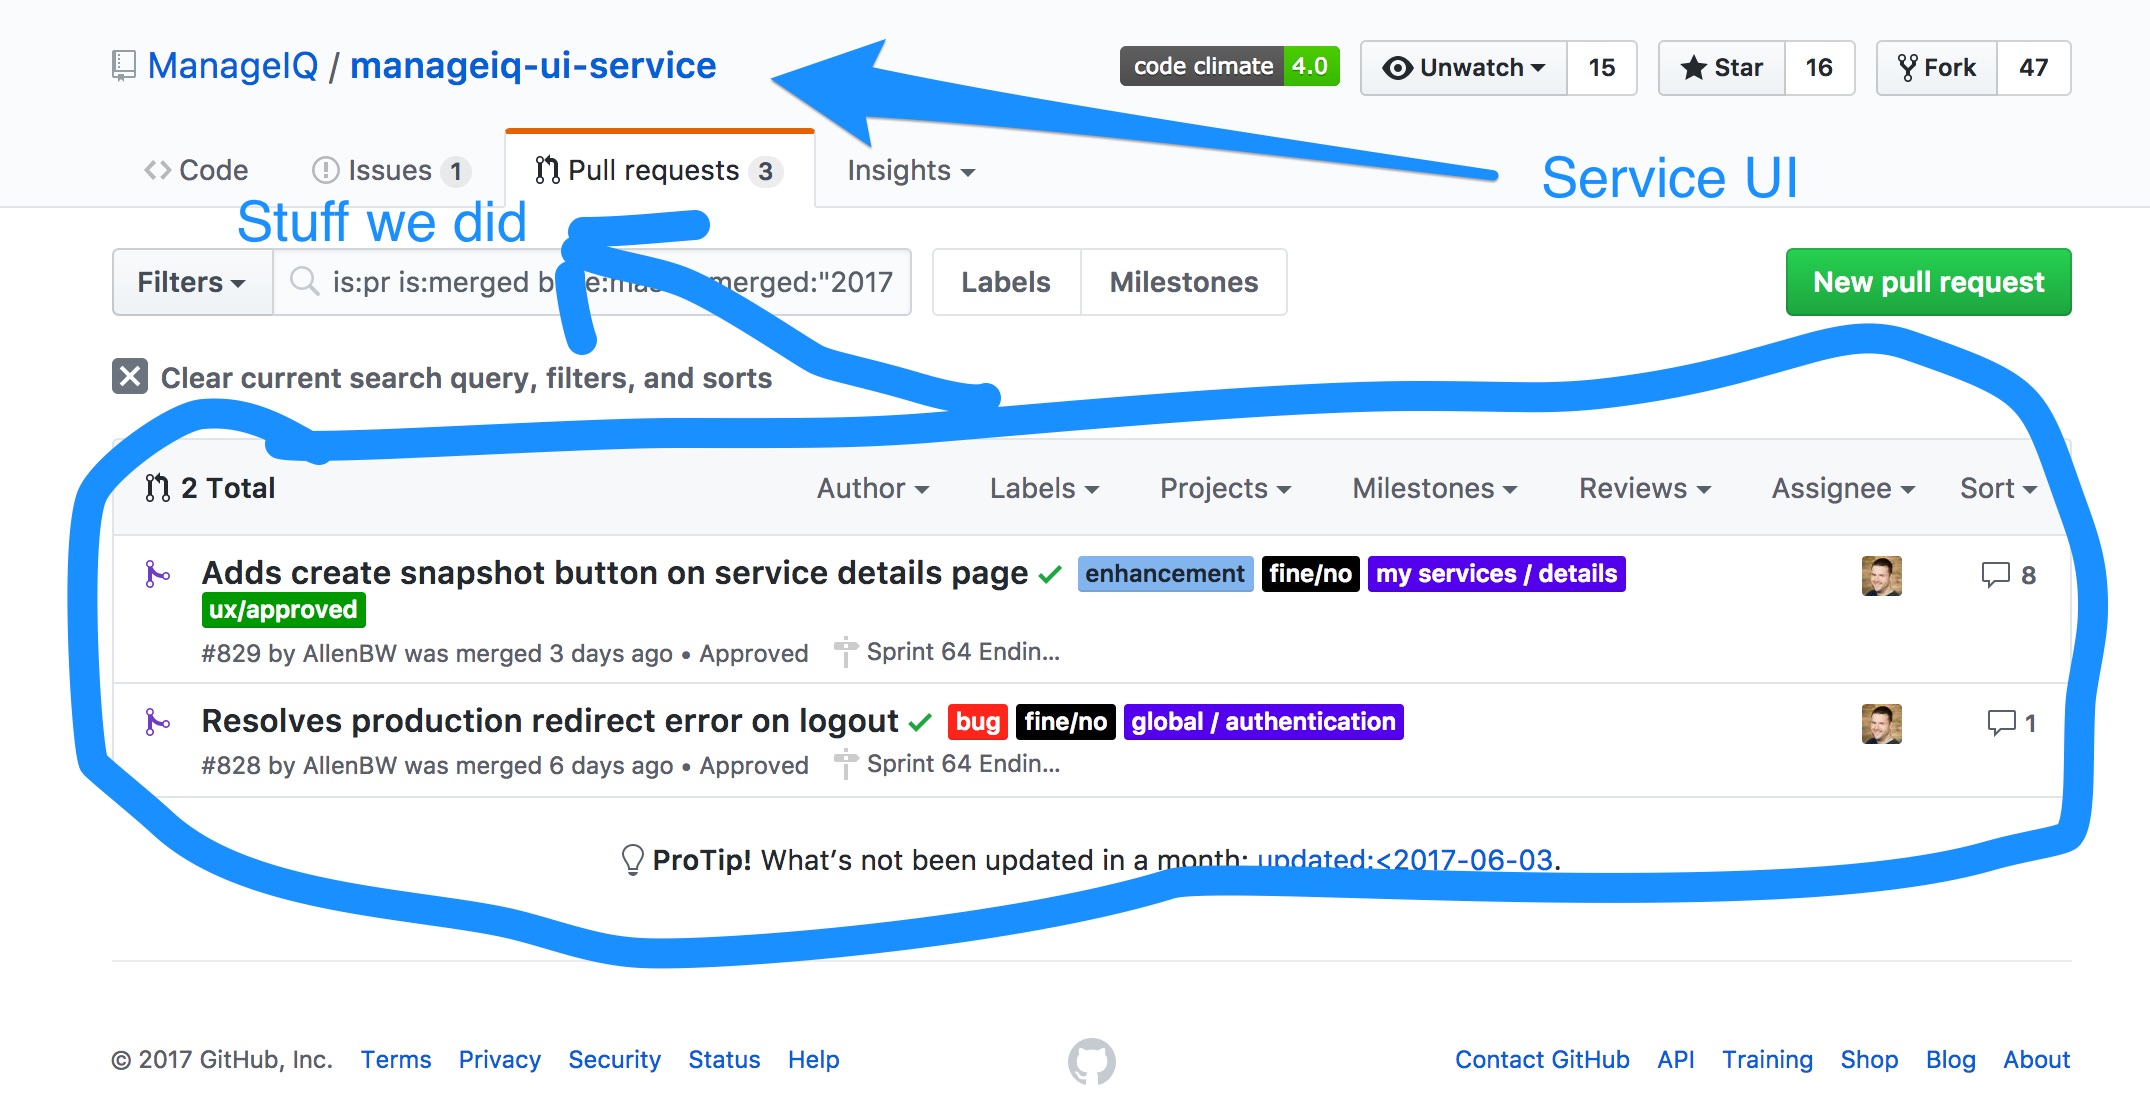 ManageIQ / manageiq-ui-service
code climate 4.0
Unwatch 15
Star 16
Fork 47
Code
Issues 1
Pull requests 3
Insights
Service UI
Stuff we did
Filters
is:pr is:merged merged:"2017
Labels
Milestones
New pull request
Clear current search query, filters, and sorts
2 Total
Author
Labels
Projects
Milestones
Reviews
Assignee
Sort
Adds create snapshot button on service details page enhancement fine/no my services / details
8
ux/approved
#829 by AllenBW was merged 3 days ago • Approved Sprint 64 Endin...
Resolves production redirect error on logout bug fine/no global / authentication
1
#828 by AllenBW was merged 6 days ago • Approved Sprint 64 Endin...
ProTip! What's not been updated in a month: updated:<2017-06-03.
© 2017 GitHub, Inc. Terms Privacy Security Status Help
Contact GitHub API Training Shop Blog About